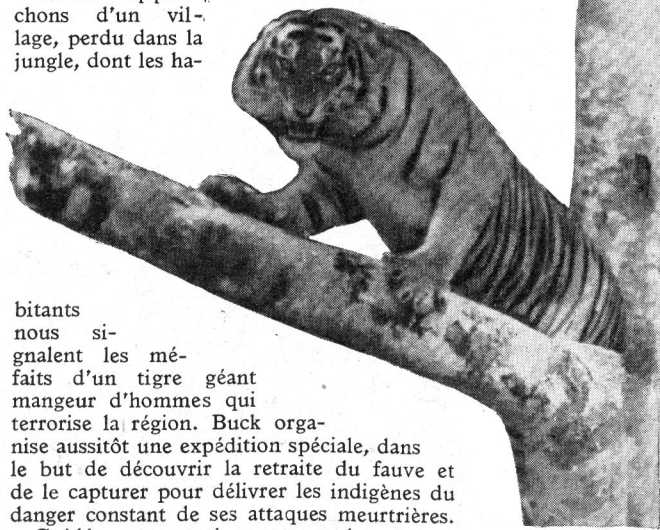 chons d'un vil-
lage, perdu dans la
jungle, dont les ha-
bitants
nous si-
gnalent les mé-
faits d'un tigre géant
mangeur d'hommes qui
terrorise la région. Buck orga-
nise aussitôt une expédition spéciale, dans
le but de découvrir la retraite du fauve et
de le capturer pour délivrer les indigènes du
danger constant de ses attaques meurtrières.